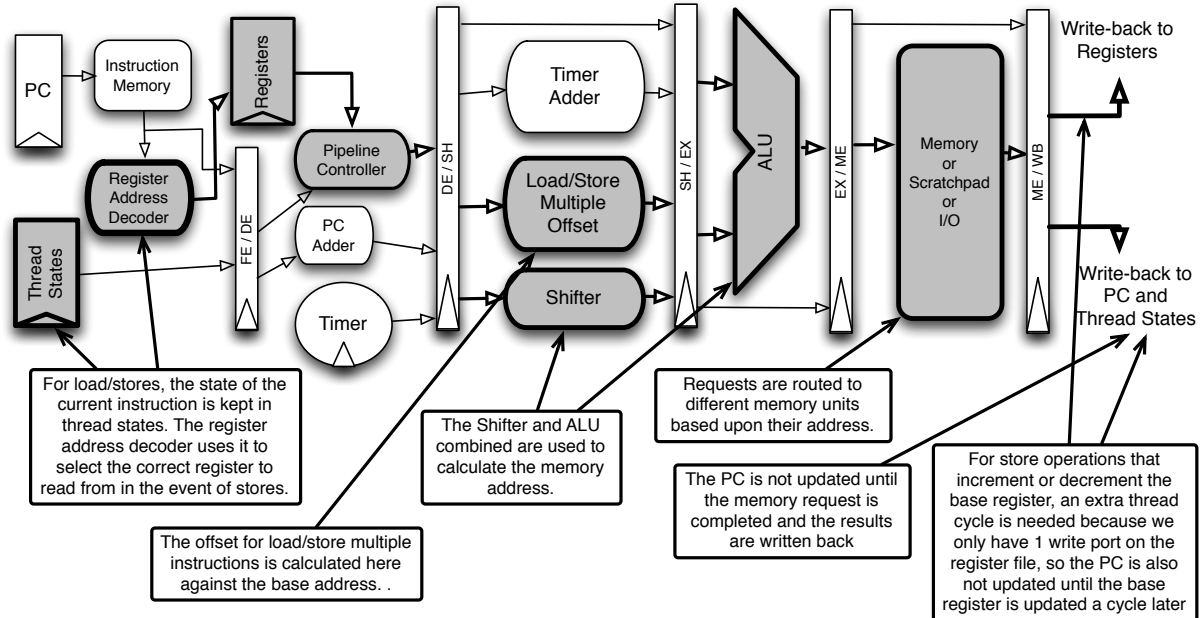 PC
Instruction
Memory
Registers
Register
Address
Decoder
Thread
States
FE / DE
Pipeline
Controller
PC
Adder
Timer
DE / SH
Timer
Adder
Load/Store
Multiple
Offset
Shifter
SH / EX
ALU
EX / ME
Memory
or
Scratchpad
or
I/O
ME / WB
Write-back to
Registers
Write-back to
PC and
Thread States
For load/stores, the state of the
current instruction is kept in
thread states. The register
address decoder uses it to
select the correct register to
read from in the event of stores.
The offset for load/store multiple
instructions is calculated here
against the base address. .
The Shifter and ALU
combined are used to
calculate the memory
address.
Requests are routed to
different memory units
based upon their address.
The PC is not updated until
the memory request is
completed and the results
are written back
For store operations that
increment or decrement the
base register, an extra thread
cycle is needed because we
only have 1 write port on the
register file, so the PC is also
not updated until the base
register is updated a cycle later